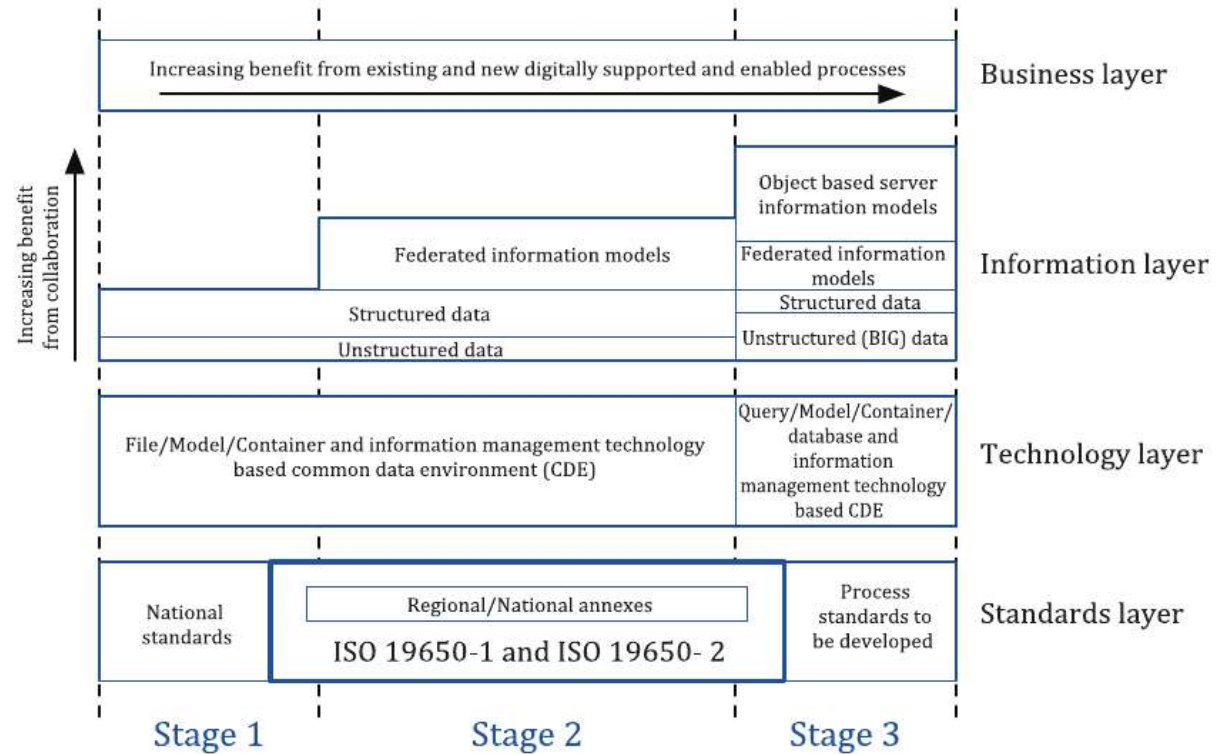 Increasing benefit from existing and new digitally supported and enabled processes
Business layer
Increasing benefit
from collaboration
Object based server
information models
Federated information models
Federated information
models
Information layer
Structured data
Structured data
Unstructured data
Unstructured (BIG) data
File/Model/Container and information management technology
based common data environment (CDE)
Query/Model/Container/
database and
information
management technology
based CDE
Technology layer
National
standards
Regional/National annexes
ISO 19650-1 and ISO 19650- 2
Process
standards to
be developed
Standards layer
Stage 1
Stage 2
Stage 3